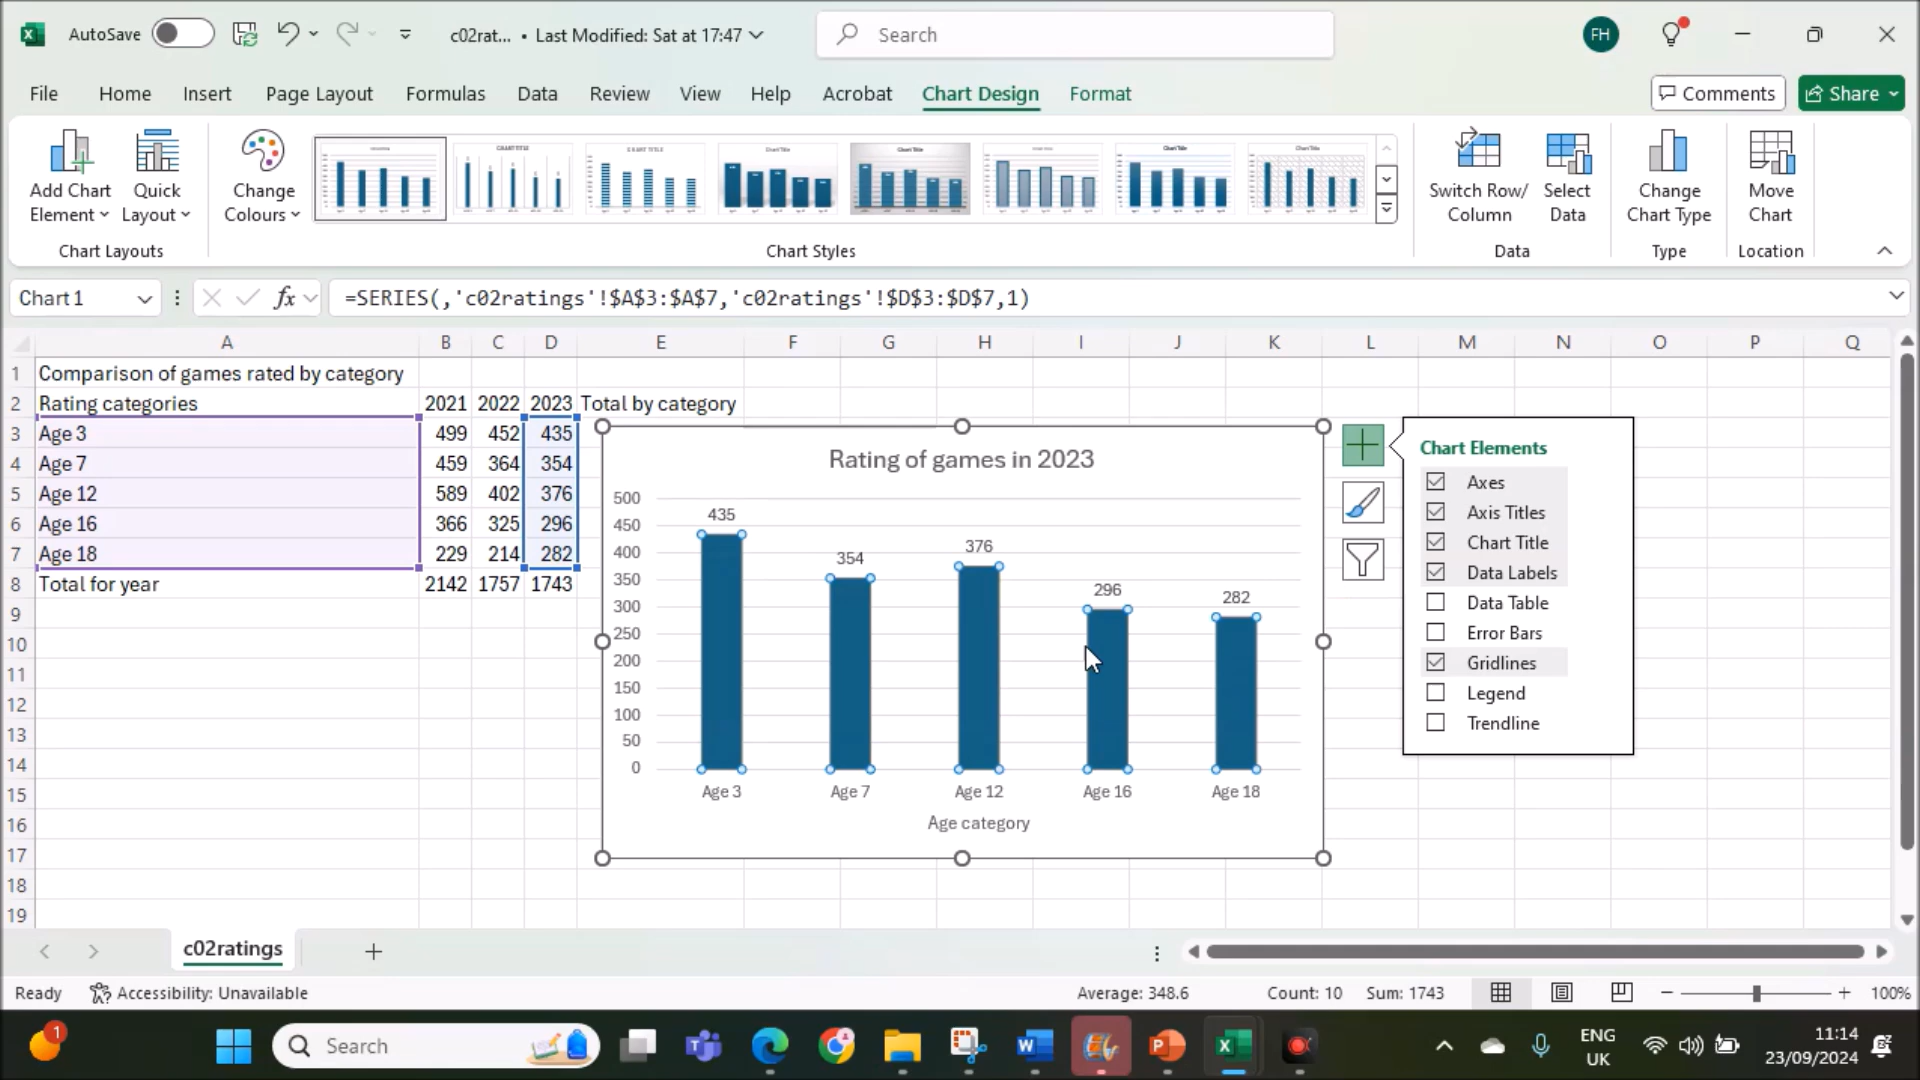 AutoSave c02rat... • Last Modified: Sat at 17:47 Search FH
File Home Insert Page Layout Formulas Data Review View Help Acrobat Chart Design Format Comments Share
Add Chart Element
Quick Layout
Change Colours
Switch Row/ Column
Select Data
Change Chart Type
Move Chart
Chart Layouts Chart Styles Data Type Location
Chart 1 fx =SERIES(,'c02ratings'!$A$3:$A$7,'c02ratings'!$D$3:$D$7,1)
A B C D E F G H I J K L M N O P Q
1 Comparison of games rated by category
2 Rating categories 2021 2022 2023 Total by category
3 Age 3 499 452 435
4 Age 7 459 364 354
5 Age 12 589 402 376
6 Age 16 366 325 296
7 Age 18 229 214 282
8 Total for year 2142 1757 1743
9
10
11
12
13
14
15
16
17
18
19
Rating of games in 2023
500
450
400
350
300
250
200
150
100
50
0
435 354 376 296 282
Age 3 Age 7 Age 12 Age 16 Age 18
Age category
Chart Elements
Axes
Axis Titles
Chart Title
Data Labels
Data Table
Error Bars
Gridlines
Legend
Trendline
c02ratings
Ready Accessibility: Unavailable Average: 348.6 Count: 10 Sum: 1743 100%
1 Search ENG UK 11:14
23/09/2024